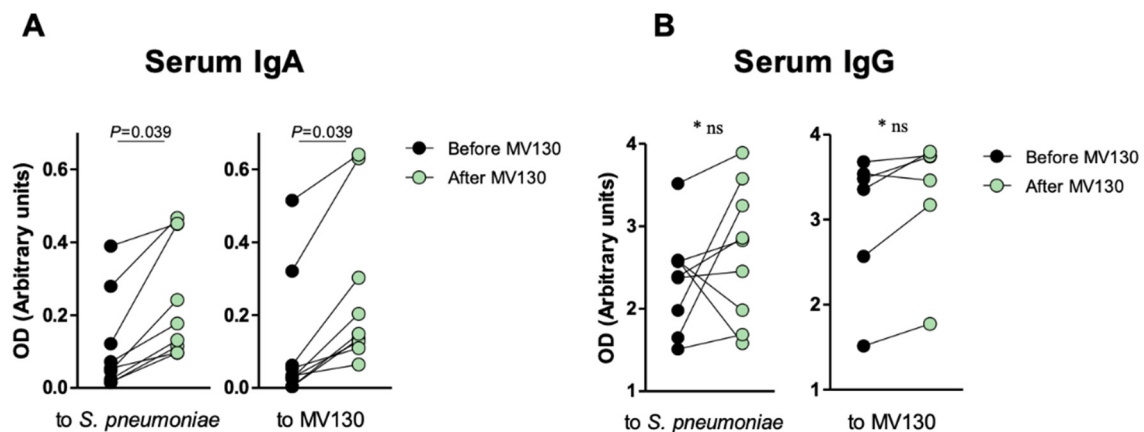 A
Serum IgA
OD (Arbitrary units)
0.6
0.4
0.2
0.0
P=0.039
to S. pneumoniae
0.6
0.4
0.2
0.0
P=0.039
to MV130
Before MV130
After MV130
B
Serum IgG
OD (Arbitrary units)
4
3
2
1
* ns
to S. pneumoniae
4
3
2
1
* ns
to MV130
Before MV130
After MV130